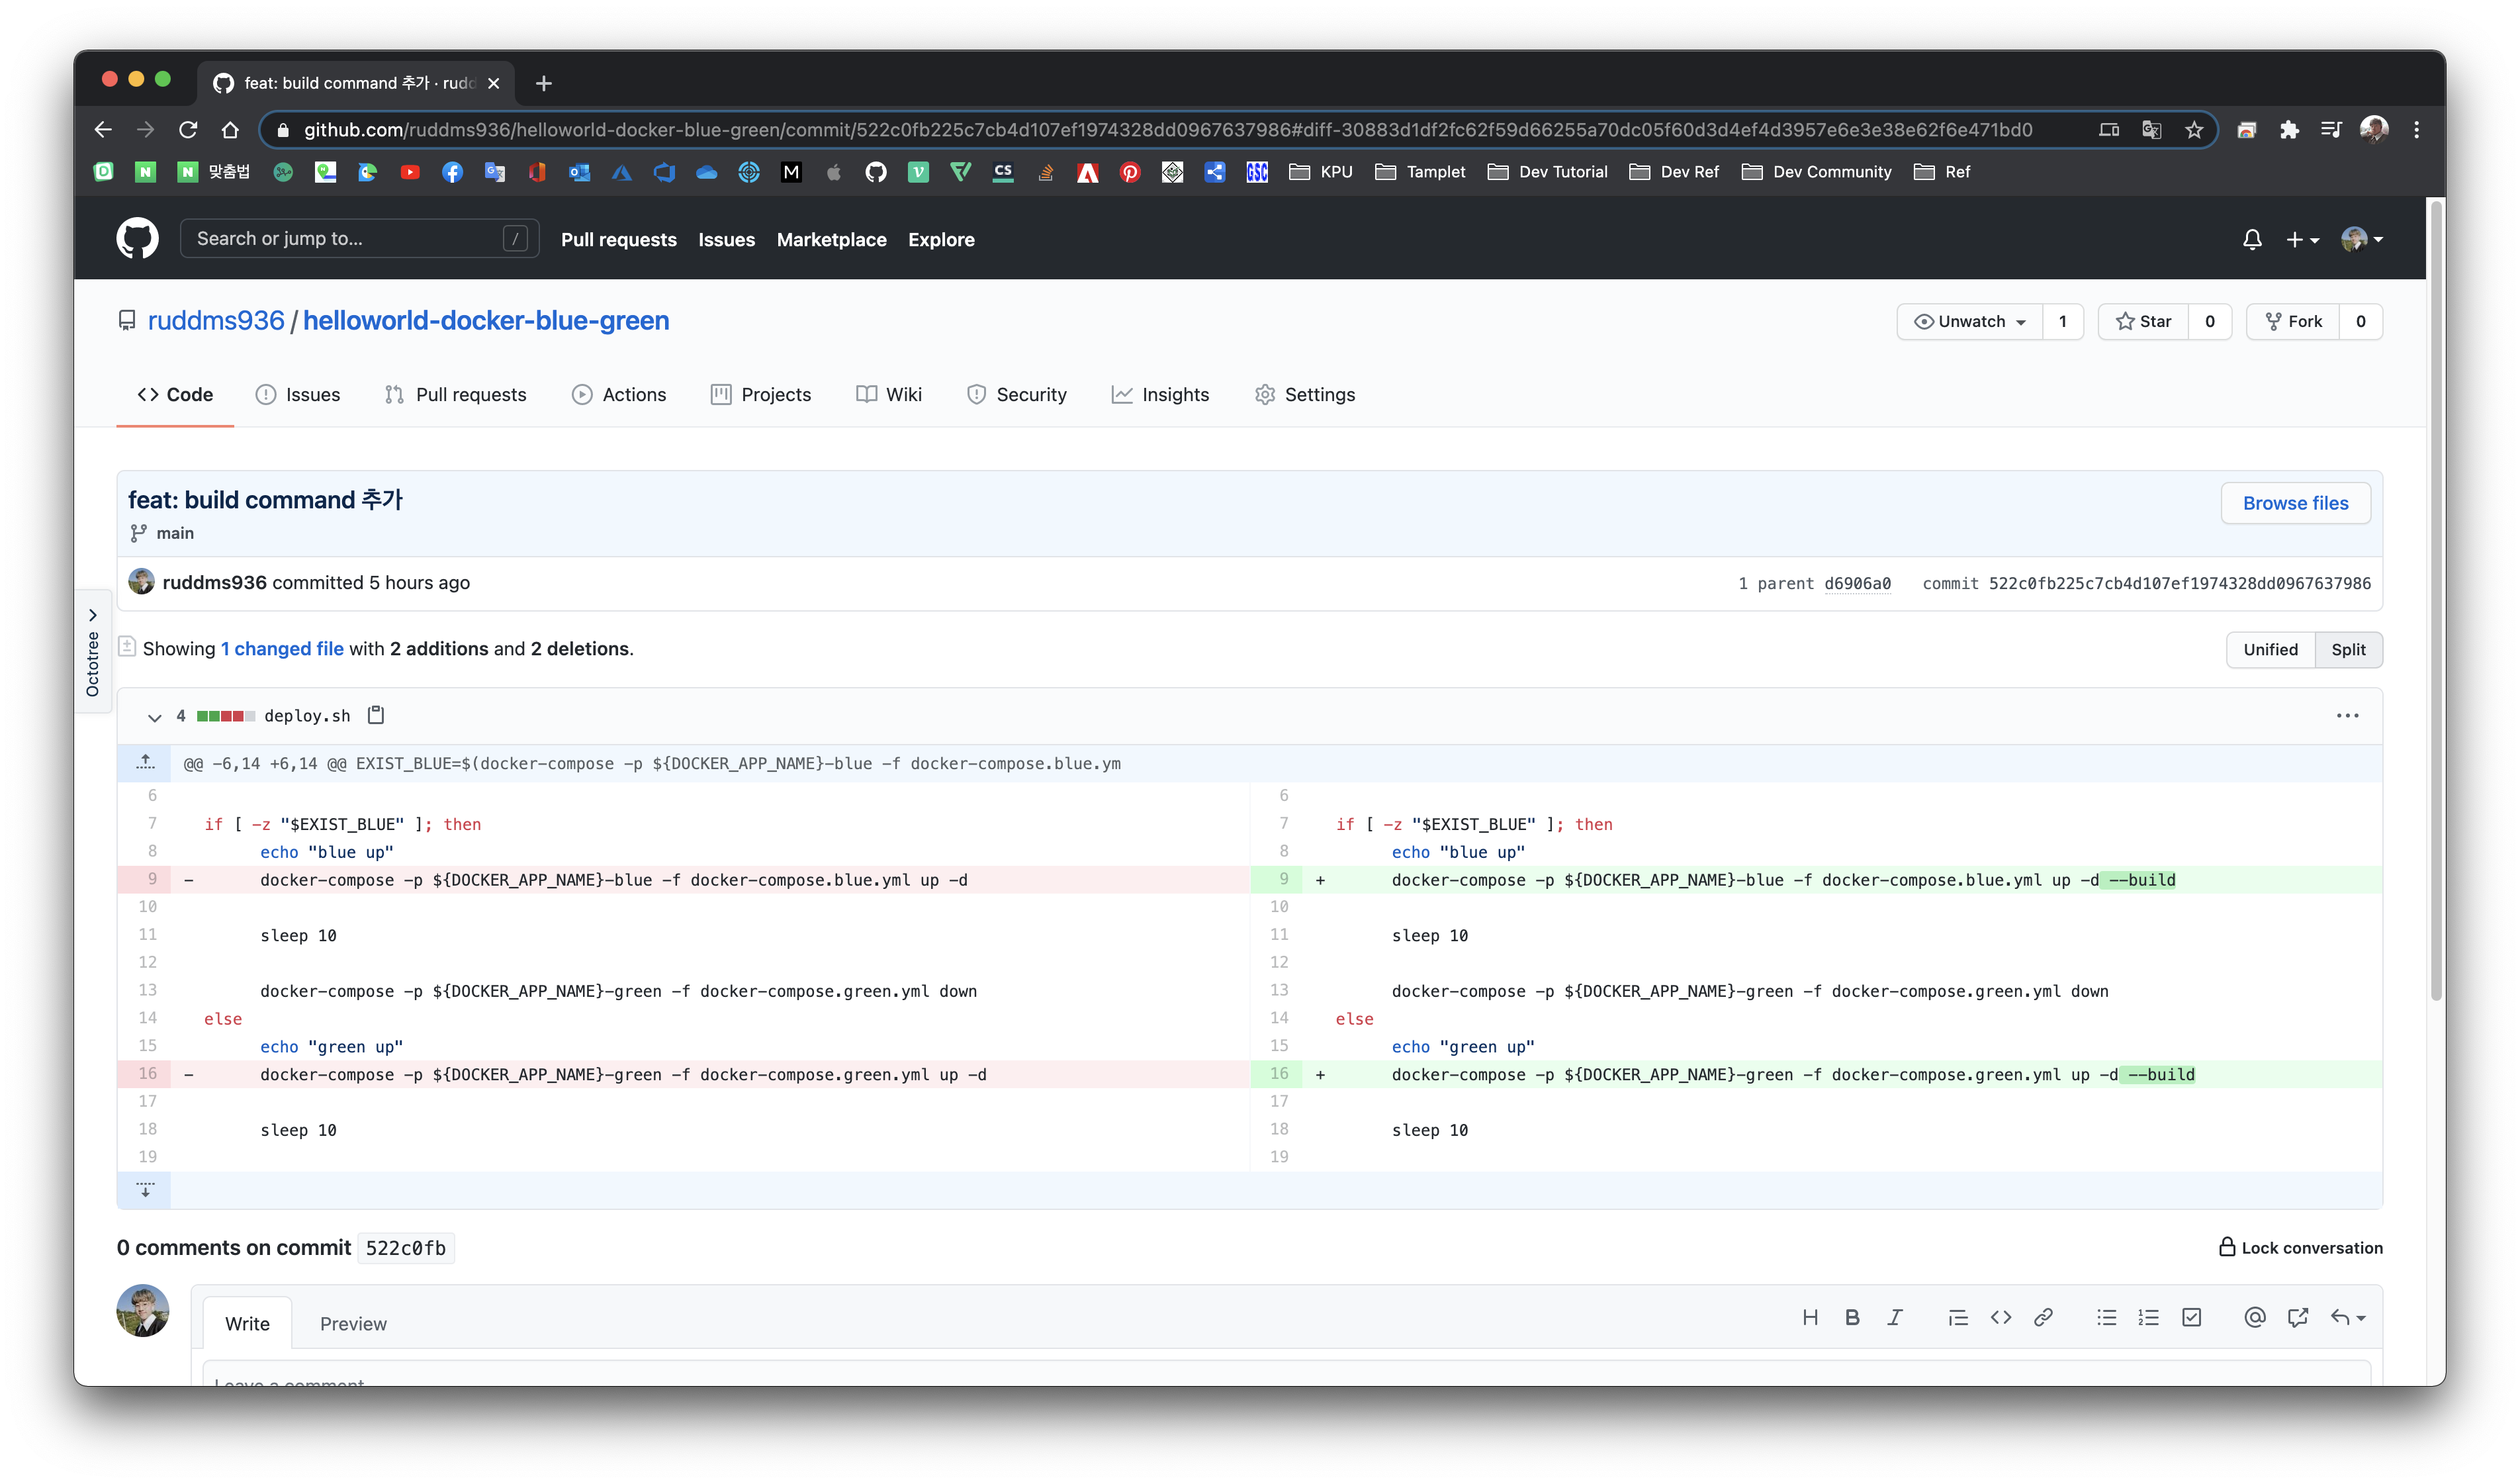 feat: build command 추가 · rudd
github.com/ruddms936/helloworld-docker-blue-green/commit/522c0fb225c7cb4d107ef1974328dd0967637986#diff-30883d1df2fc62f59d66255a70dc05f60d3d4ef4d3957e6e3e38e62f6e471bd0
맞춤법 CS GSC KPU Tamplet Dev Tutorial Dev Ref Dev Community Ref
Search or jump to... / Pull requests Issues Marketplace Explore
ruddms936 / helloworld-docker-blue-green Unwatch 1 Star 0 Fork 0
Code Issues Pull requests Actions Projects Wiki Security Insights Settings
feat: build command 추가 Browse files
main
ruddms936 committed 5 hours ago 1 parent d6906a0 commit 522c0fb225c7cb4d107ef1974328dd0967637986
Octotree
Showing 1 changed file with 2 additions and 2 deletions. Unified Split
4 deploy.sh
@@ -6,14 +6,14 @@ EXIST_BLUE=$(docker-compose -p ${DOCKER_APP_NAME}-blue -f docker-compose.blue.ym
6 6
7 if [ -z "$EXIST_BLUE" ]; then 7 if [ -z "$EXIST_BLUE" ]; then
8 echo "blue up" 8 echo "blue up"
9 - docker-compose -p ${DOCKER_APP_NAME}-blue -f docker-compose.blue.yml up -d 9 + docker-compose -p ${DOCKER_APP_NAME}-blue -f docker-compose.blue.yml up -d --build
10 10
11 sleep 10 11 sleep 10
12 12
13 docker-compose -p ${DOCKER_APP_NAME}-green -f docker-compose.green.yml down 13 docker-compose -p ${DOCKER_APP_NAME}-green -f docker-compose.green.yml down
14 else 14 else
15 echo "green up" 15 echo "green up"
16 - docker-compose -p ${DOCKER_APP_NAME}-green -f docker-compose.green.yml up -d 16 + docker-compose -p ${DOCKER_APP_NAME}-green -f docker-compose.green.yml up -d --build
17 17
18 sleep 10 18 sleep 10
19 19
0 comments on commit 522c0fb Lock conversation
Write Preview
Leave a comment